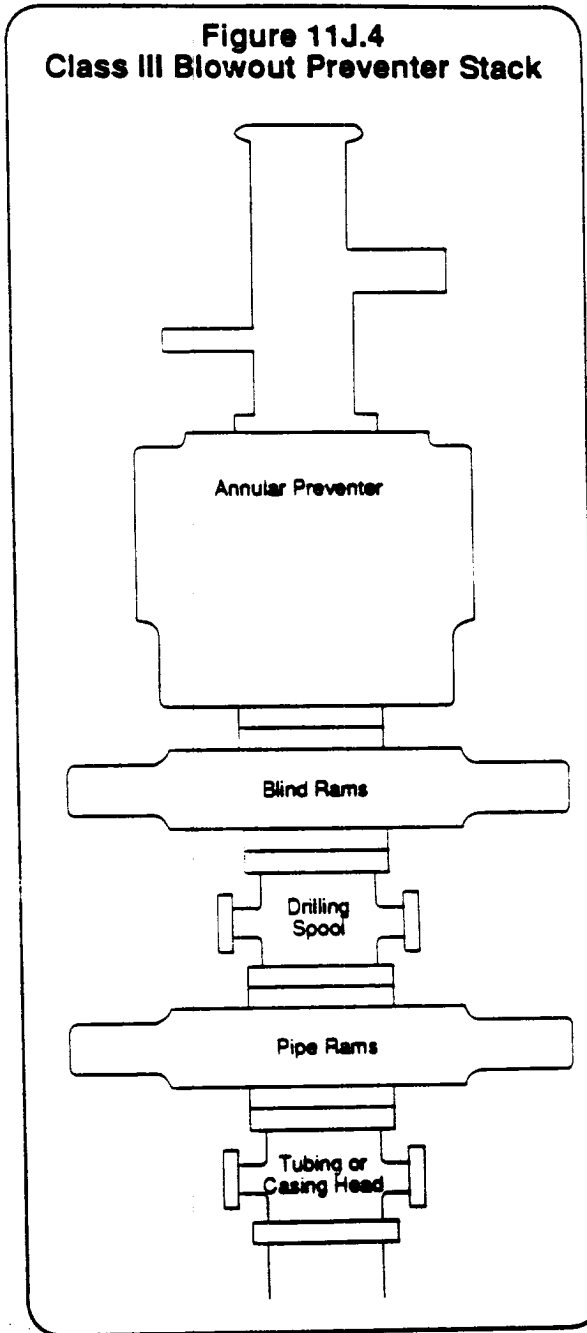 Figure 11J.4
Class III Blowout Preventer Stack
Annular Preventer
Blind Rams
Drilling
Spool
Pipe Rams
Tubing or
Casing Head